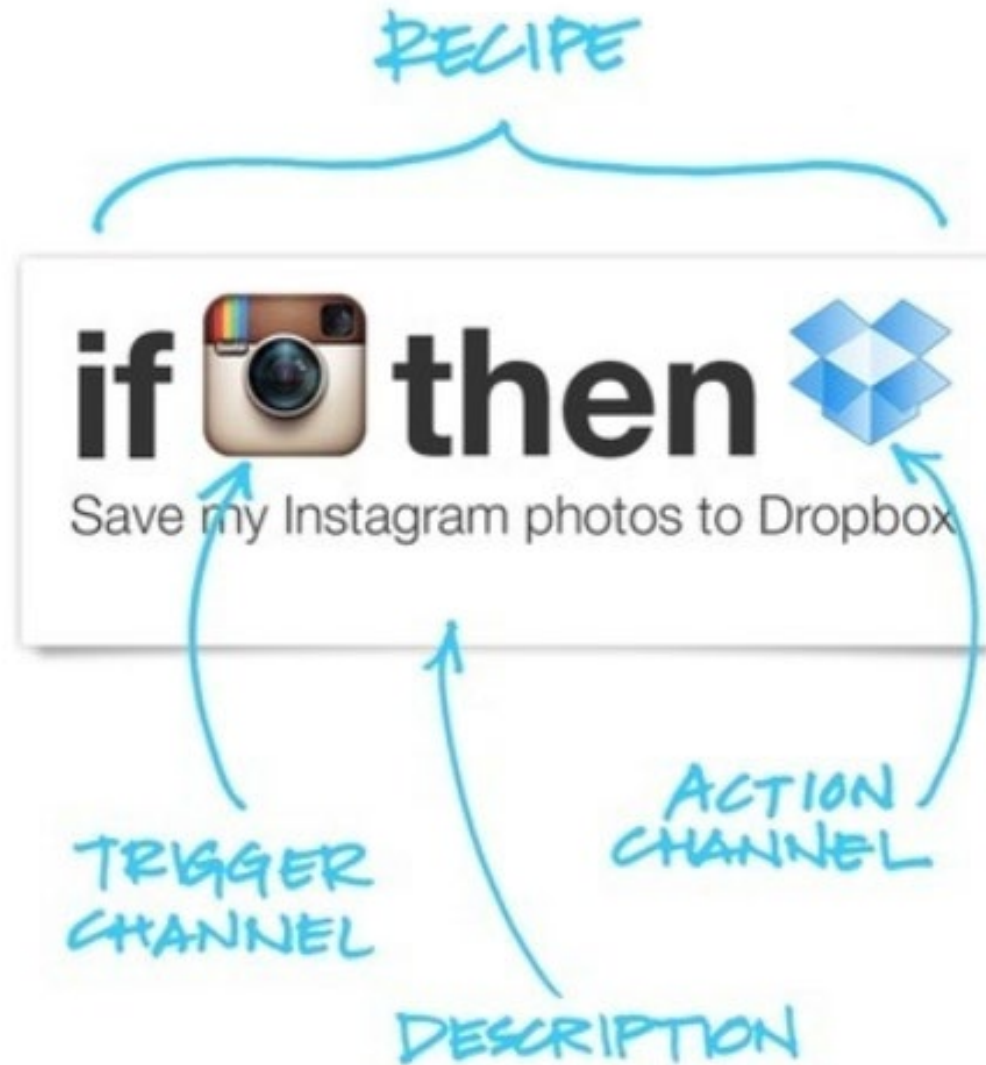 RECIPE
if then
Save my Instagram photos to Dropbox
TRIGGER
CHANNEL
ACTION
CHANNEL
DESCRIPTION